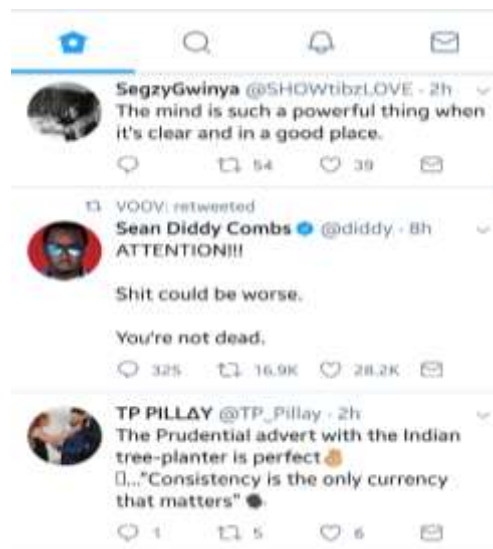 SegzyGwinya @SHOWtibzLOVE · 2h
The mind is such a powerful thing when
it's clear and in a good place.
54 39
VOOV: retweeted
Sean Diddy Combs @diddy · 8h
ATTENTION!!!
Shit could be worse.
You're not dead.
325 16.9K 28.2K
TP PILLΔY @TP_Pillay · 2h
The Prudential advert with the Indian
tree-planter is perfect
..."Consistency is the only currency
that matters"
1 5 6